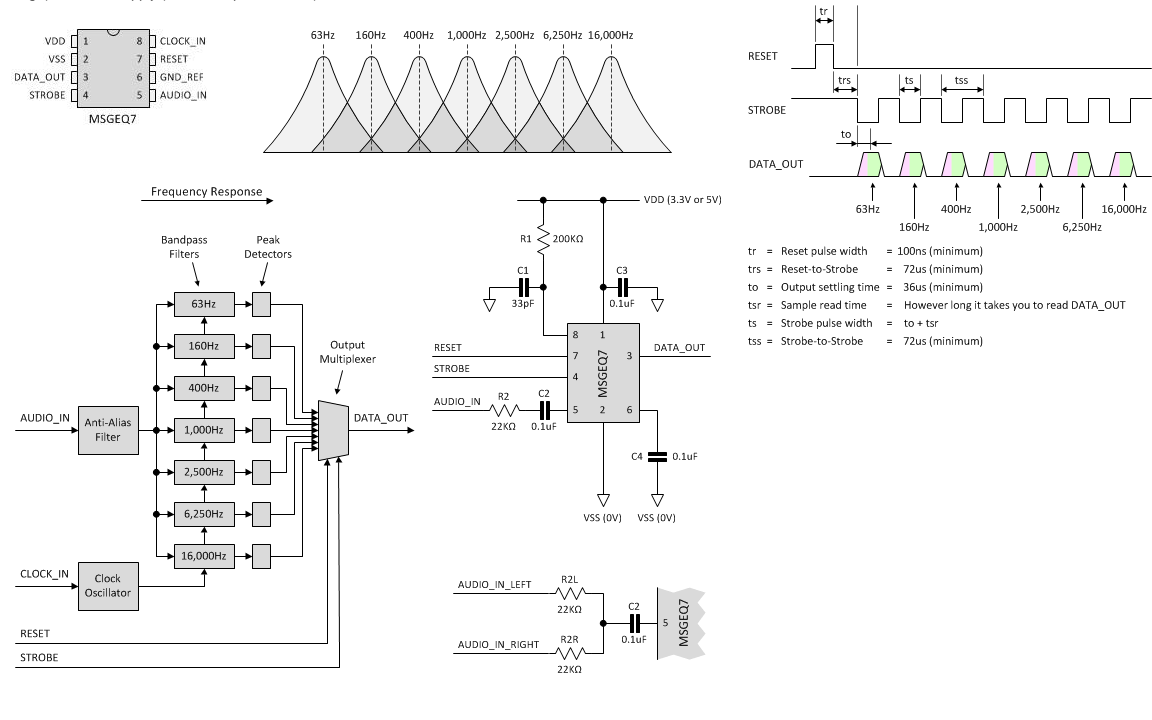 VDD 1 8 CLOCK_IN
VSS 2 7 RESET
DATA_OUT 3 6 GND_REF
STROBE 4 5 AUDIO_IN
MSGEQ7
63Hz 160Hz 400Hz 1,000Hz 2,500Hz 6,250Hz 16,000Hz
tr
RESET
trs ts tss
STROBE
to
DATA_OUT
63Hz 400Hz 2,500Hz 16,000Hz
160Hz 1,000Hz 6,250Hz
tr = Reset pulse width = 100ns (minimum)
trs = Reset-to-Strobe = 72us (minimum)
to = Output settling time = 36us (minimum)
tsr = Sample read time = However long it takes you to read DATA_OUT
ts = Strobe pulse width = to + tsr
tss = Strobe-to-Strobe = 72us (minimum)
Frequency Response
Bandpass
Filters
Peak
Detectors
63Hz
160Hz
400Hz
1,000Hz
2,500Hz
6,250Hz
16,000Hz
Output
Multiplexer
AUDIO_IN
Anti-Alias
Filter
DATA_OUT
CLOCK_IN
Clock
Oscillator
RESET
STROBE
VDD (3.3V or 5V)
R1 200KΩ
C1
33pF
C3
0.1uF
8 1
RESET 7 MSGEQ7 3 DATA_OUT
STROBE 4
AUDIO_IN R2 C2 5 2 6
22KΩ 0.1uF
C4 0.1uF
VSS (0V) VSS (0V)
AUDIO_IN_LEFT R2L
22KΩ
C2
0.1uF
5 MSGEQ7
AUDIO_IN_RIGHT R2R
22KΩ